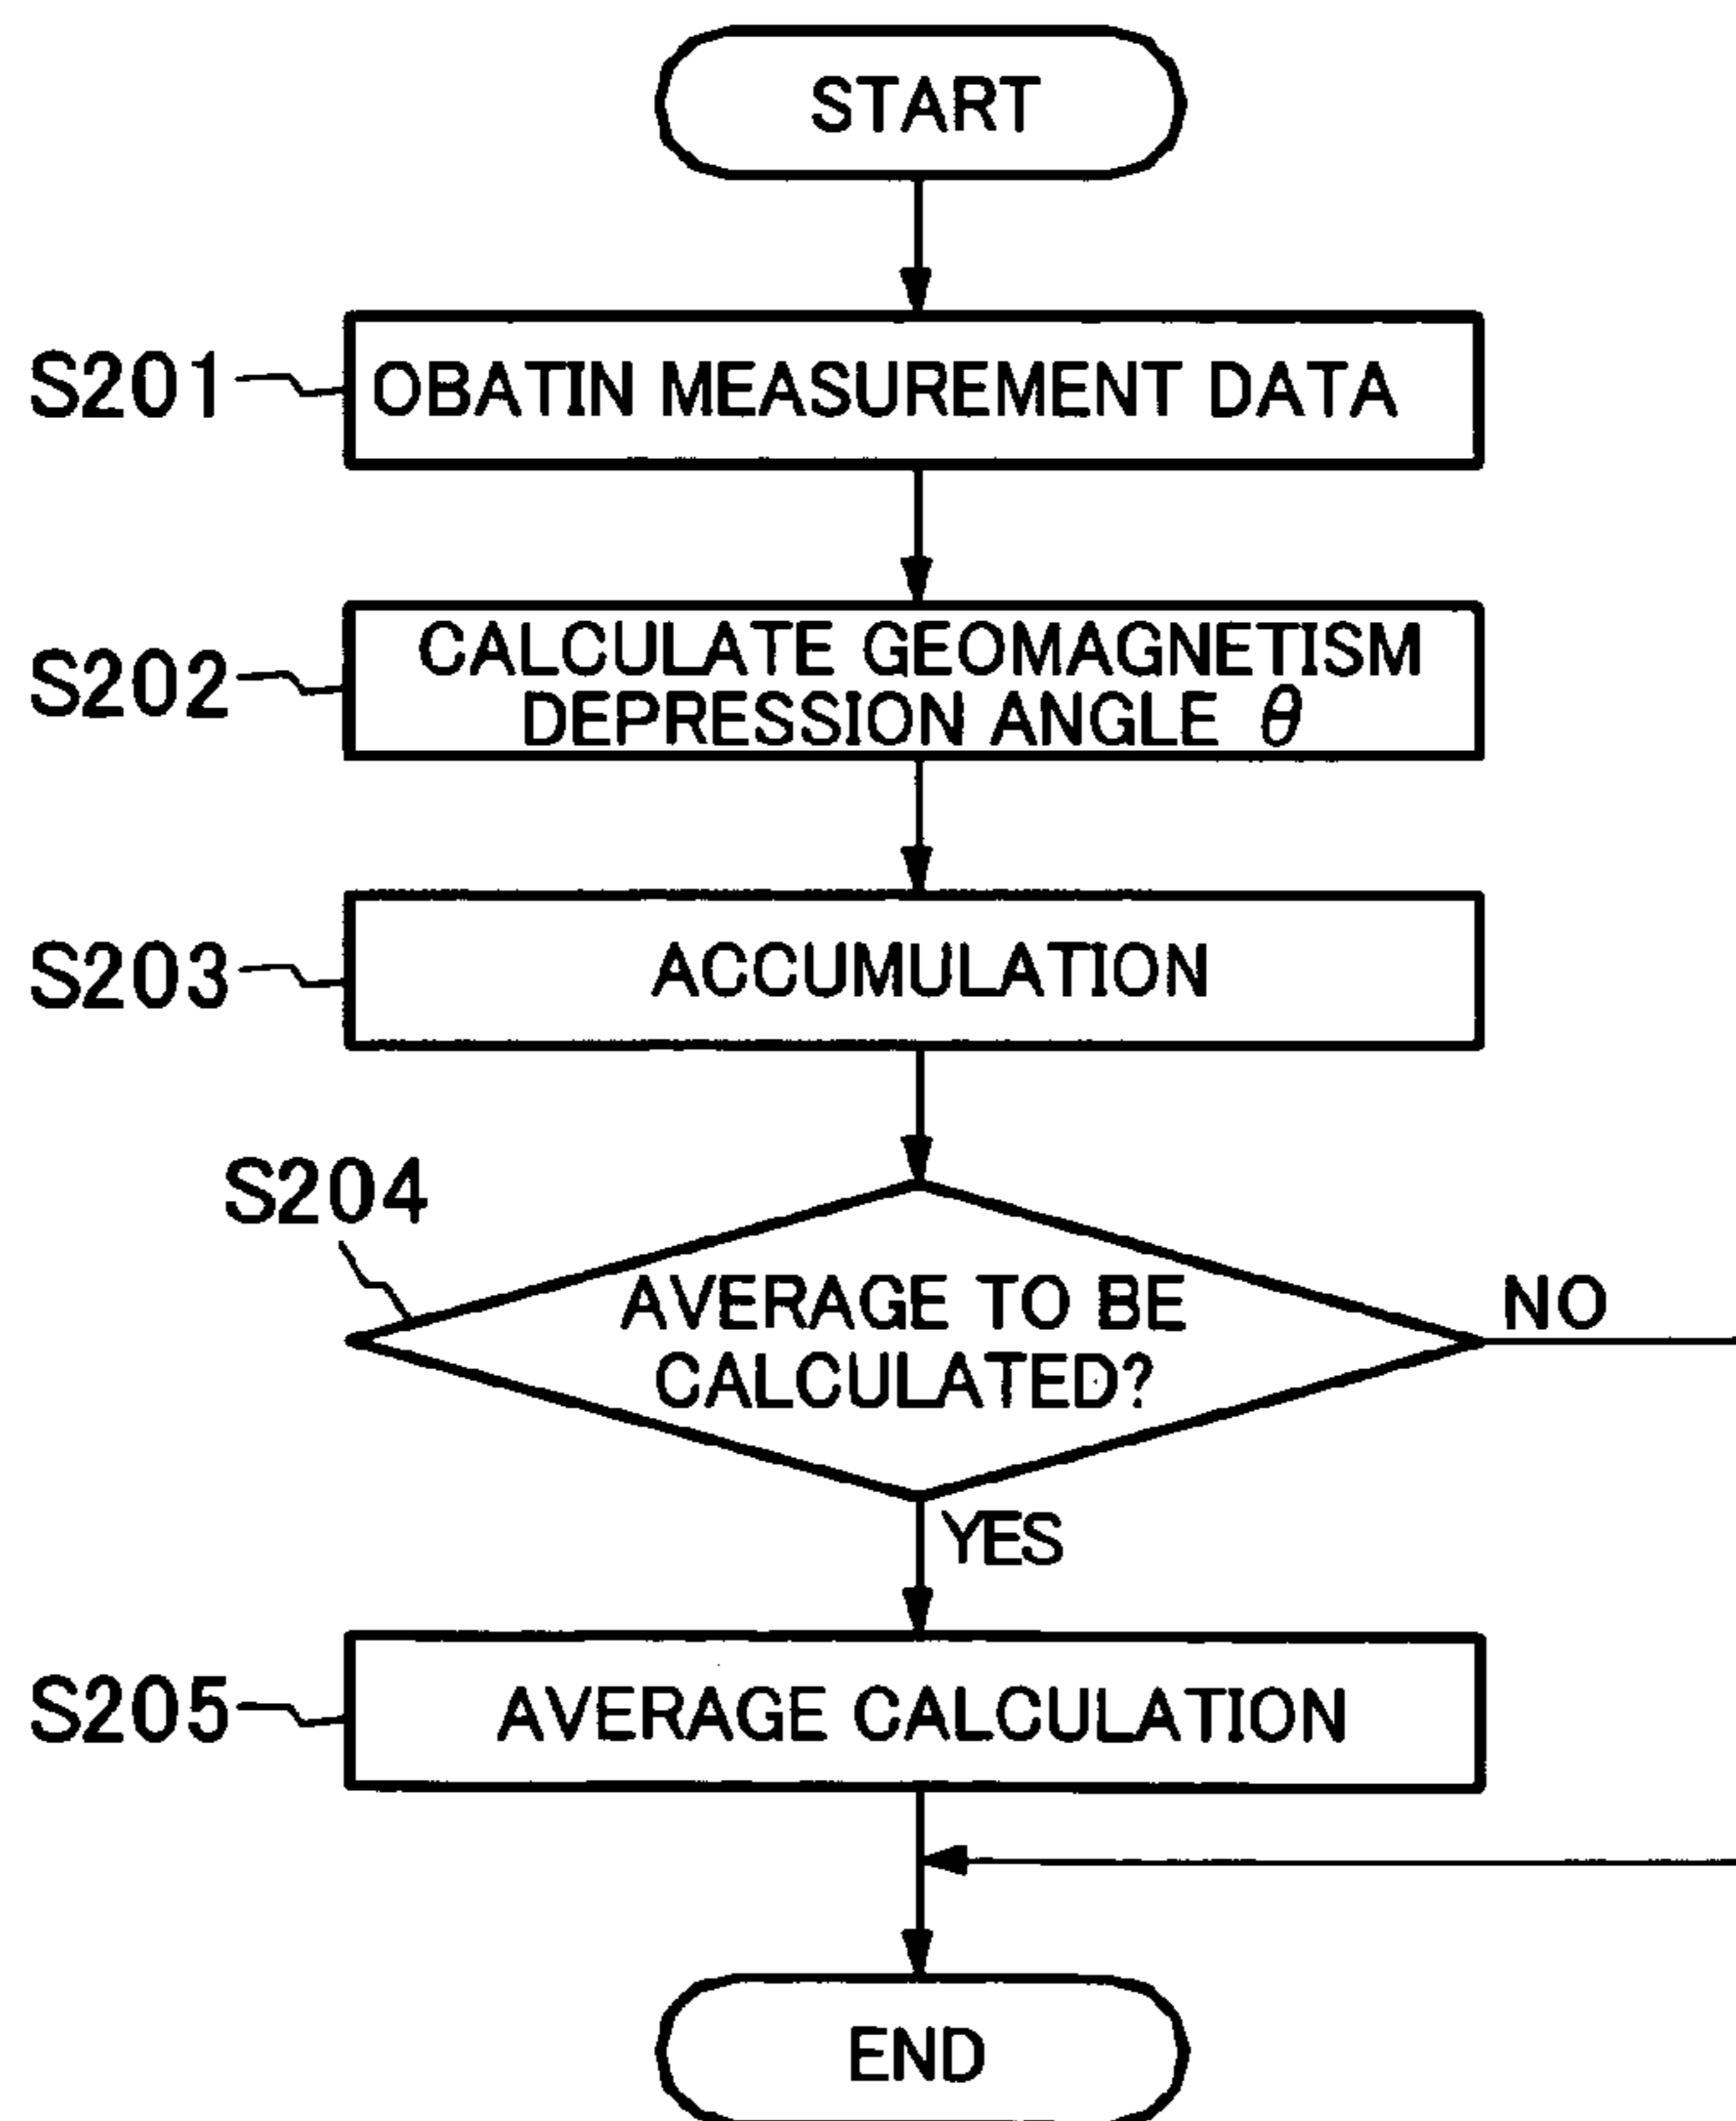 START
S201
OBATIN MEASUREMENT DATA
S202
CALCULATE GEOMAGNETISM
DEPRESSION ANGLE θ
S203
ACCUMULATION
S204
AVERAGE TO BE
CALCULATED?
NO
YES
S205
AVERAGE CALCULATION
END